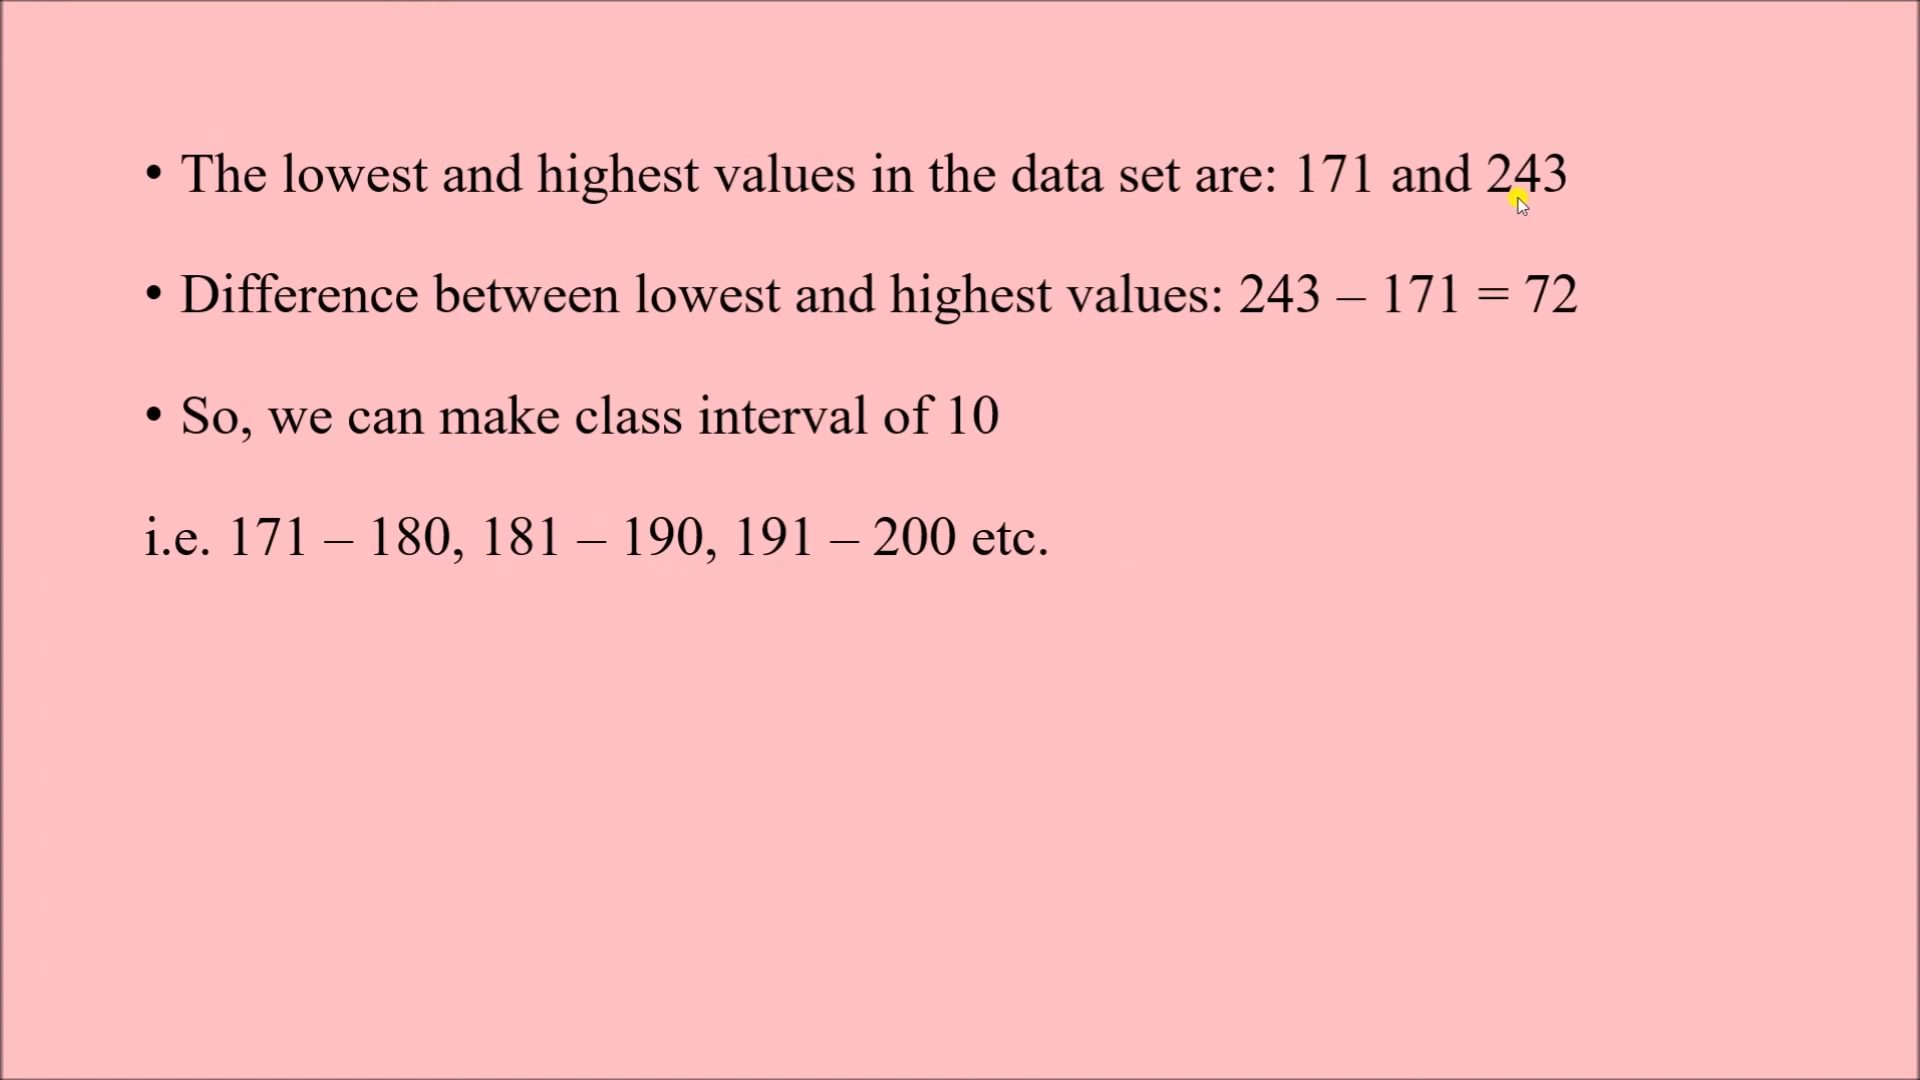 • The lowest and highest values in the data set are: 171 and 243
• Difference between lowest and highest values: 243 – 171 = 72
• So, we can make class interval of 10
i.e. 171 – 180, 181 – 190, 191 – 200 etc.